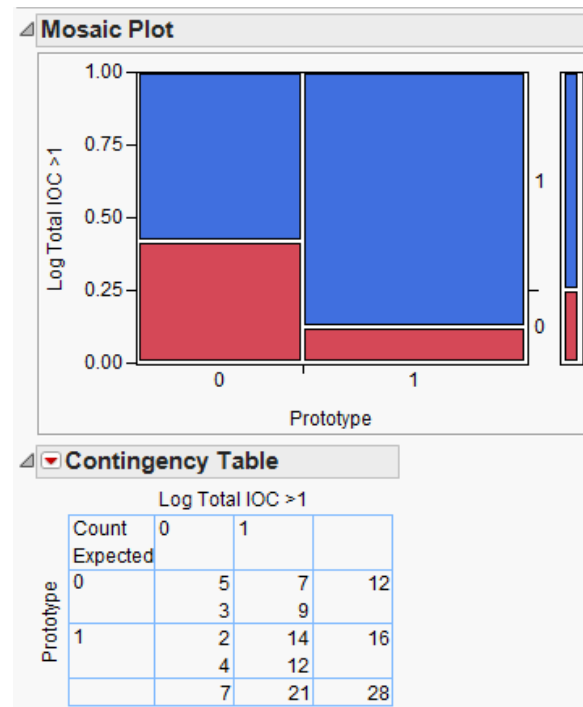 Mosaic Plot
1.00
0.75
0.50
0.25
0.00
Log Total IOC >1
1
0
0 1
Prototype
Contingency Table
Log Total IOC >1
Count 0 1
Expected
Prototype
0 5 7 12
3 9
1 2 14 16
4 12
7 21 28